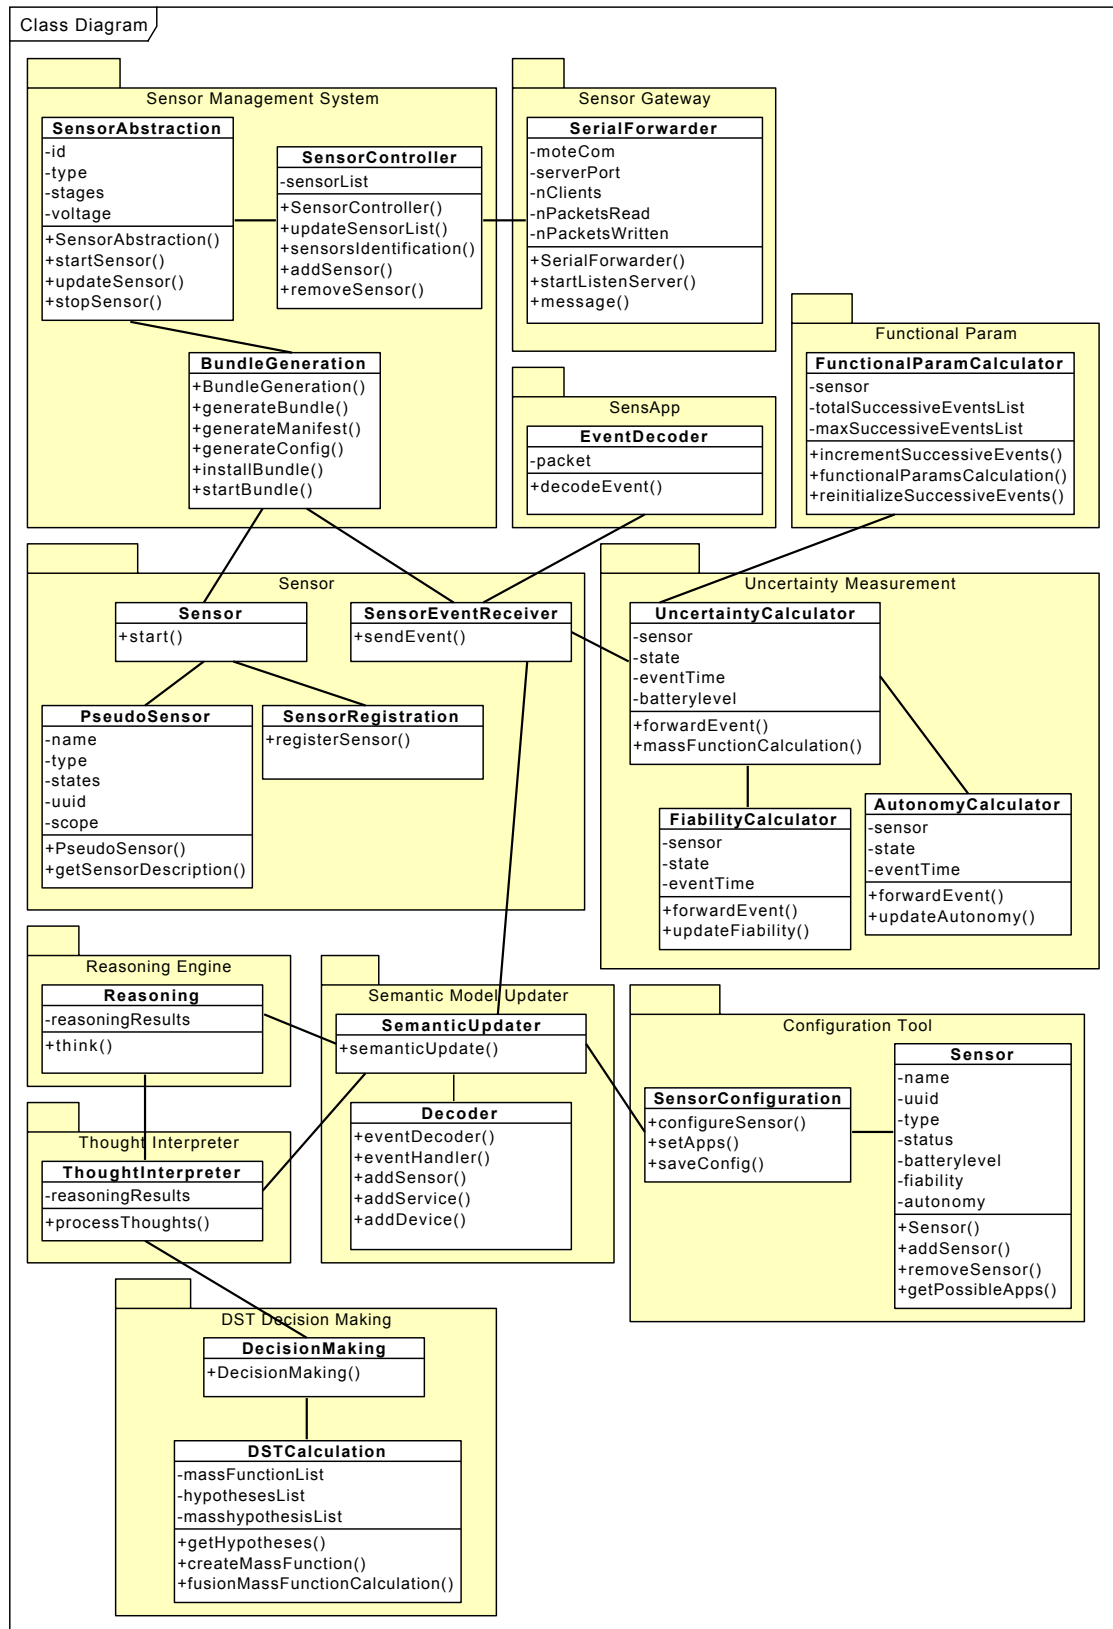 Class Diagram
Sensor Management System
SensorAbstraction
-id
-type
-stages
-voltage
+SensorAbstraction()
+startSensor()
+updateSensor()
+stopSensor()
SensorController
-sensorList
+SensorController()
+updateSensorList()
+sensorsIdentification()
+addSensor()
+removeSensor()
BundleGeneration
+BundleGeneration()
+generateBundle()
+generateManifest()
+generateConfig()
+installBundle()
+startBundle()
Sensor Gateway
SerialForwarder
-moteCom
-serverPort
-nClients
-nPacketsRead
-nPacketsWritten
+SerialForwarder()
+startListenServer()
+message()
SensApp
EventDecoder
-packet
+decodeEvent()
Functional Param
FunctionalParamCalculator
-sensor
-totalSuccessiveEventsList
-maxSuccessiveEventsList
+incrementSuccessiveEvents()
+functionalParamsCalculation()
+reinitializeSuccessiveEvents()
Sensor
Sensor
+start()
SensorEventReceiver
+sendEvent()
PseudoSensor
-name
-type
-states
-uuid
-scope
+PseudoSensor()
+getSensorDescription()
SensorRegistration
+registerSensor()
Uncertainty Measurement
UncertaintyCalculator
-sensor
-state
-eventTime
-batterylevel
+forwardEvent()
+massFunctionCalculation()
FiabilityCalculator
-sensor
-state
-eventTime
+forwardEvent()
+updateFiability()
AutonomyCalculator
-sensor
-state
-eventTime
+forwardEvent()
+updateAutonomy()
Reasoning Engine
Reasoning
-reasoningResults
+think()
Semantic Model Updater
SemanticUpdater
+semanticUpdate()
Decoder
+eventDecoder()
+eventHandler()
+addSensor()
+addService()
+addDevice()
Configuration Tool
SensorConfiguration
+configureSensor()
+setApps()
+saveConfig()
Sensor
-name
-uuid
-type
-status
-batterylevel
-fiability
-autonomy
+Sensor()
+addSensor()
+removeSensor()
+getPossibleApps()
Thought Interpreter
ThoughtInterpreter
-reasoningResults
+processThoughts()
DST Decision Making
DecisionMaking
+DecisionMaking()
DSTCalculation
-massFunctionList
-hypothesesList
-masshypothesisList
+getHypotheses()
+createMassFunction()
+fusionMassFunctionCalculation()